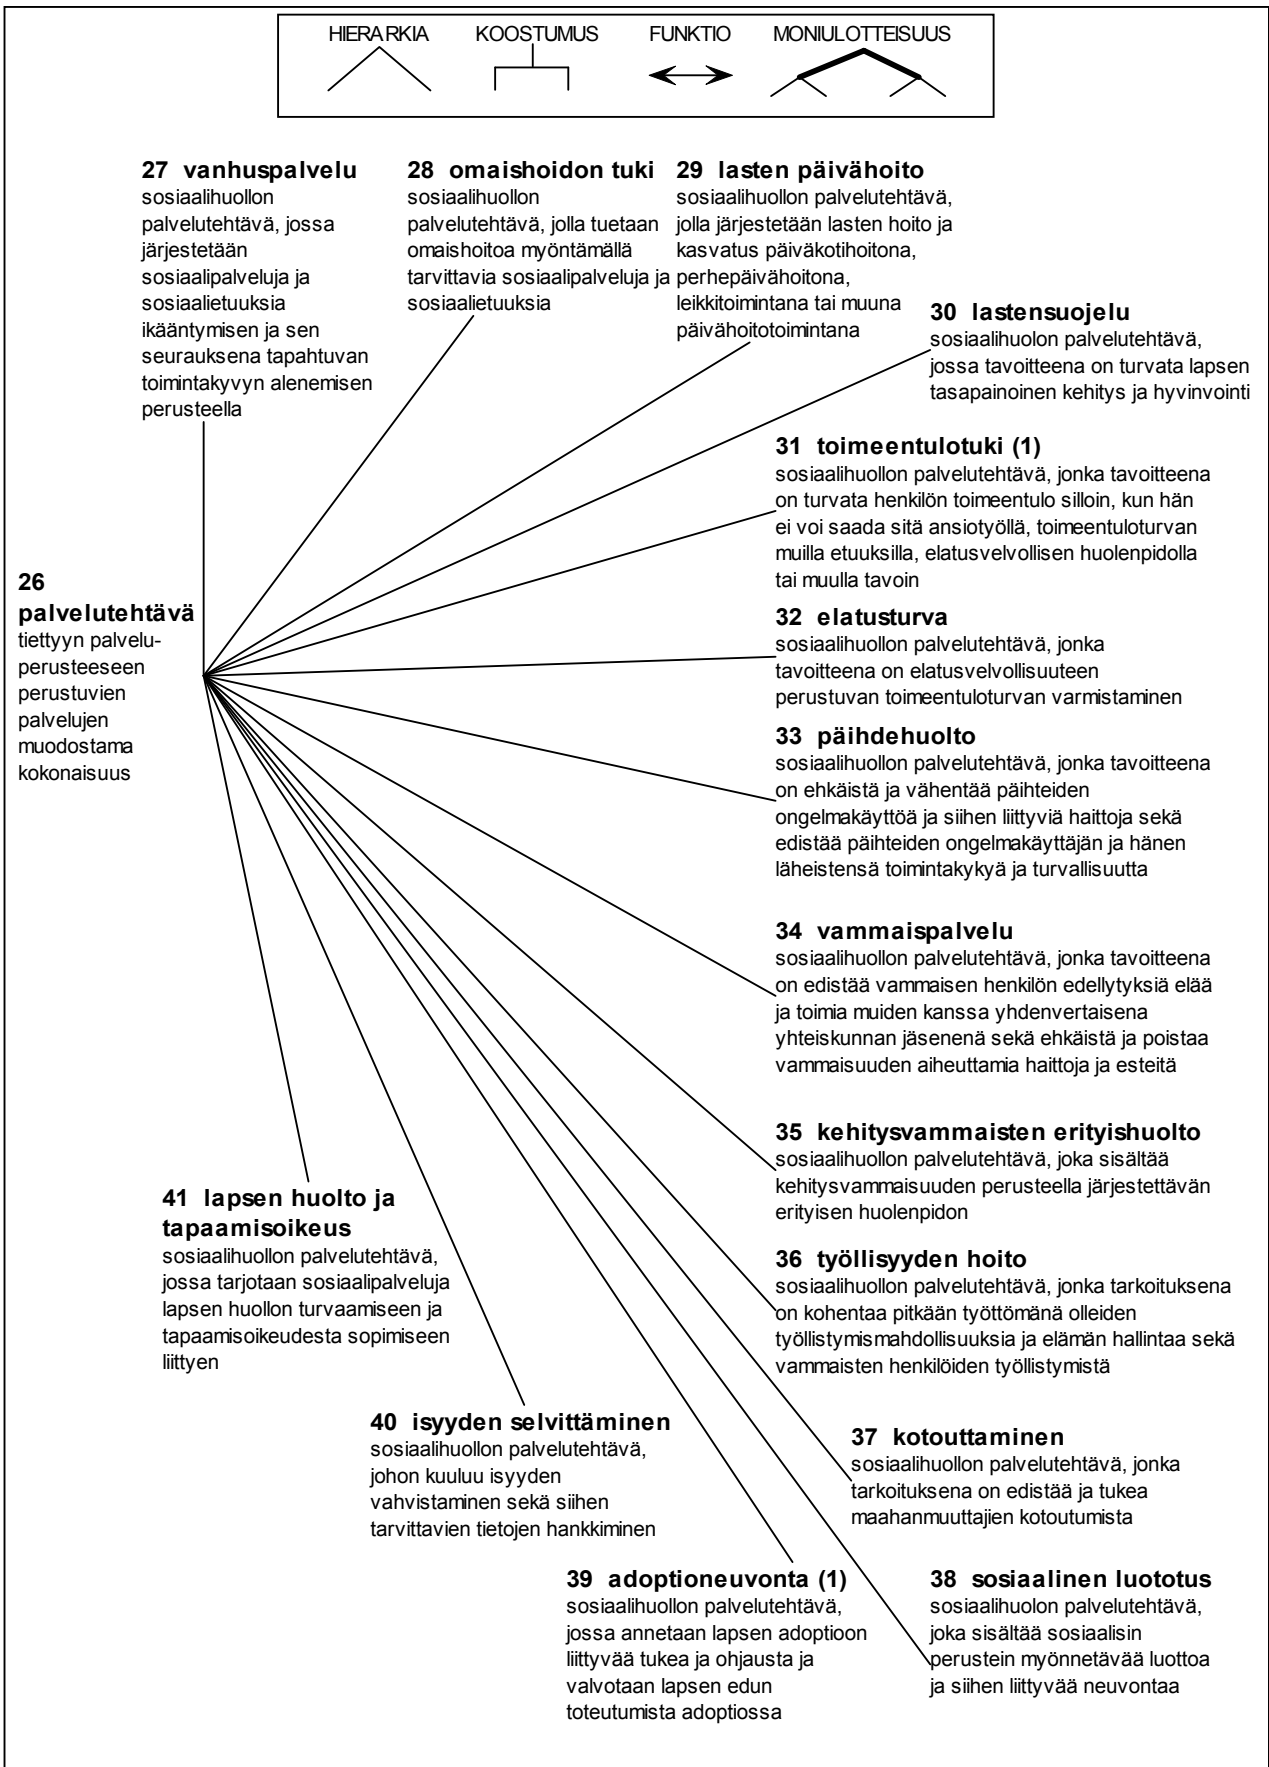 HIERARKIA KOOSTUMUS FUNKTIO MONIULOTTEISUUS
27 vanhuspalvelu
sosiaalihuollon
palvelutehtävä, jossa
järjestetään
sosiaalipalveluja ja
sosiaalietuuksia
ikääntymisen ja sen
seurauksena tapahtuvan
toimintakyvyn alenemisen
perusteella
28 omaishoidon tuki
sosiaalihuollon
palvelutehtävä, jolla tuetaan
omaishoitoa myöntämällä
tarvittavia sosiaalipalveluja ja
sosiaalietuuksia
29 lasten päivähoito
sosiaalihuollon palvelutehtävä,
jolla järjestetään lasten hoito ja
kasvatus päiväkotihoitona,
perhepäivähoitona,
leikkitoimintana tai muuna
päivähoitotoimintana
30 lastensuojelu
sosiaalihuolon palvelutehtävä,
jossa tavoitteena on turvata lapsen
tasapainoinen kehitys ja hyvinvointi
31 toimeentulotuki (1)
sosiaalihuollon palvelutehtävä, jonka tavoitteena
on turvata henkilön toimeentulo silloin, kun hän
ei voi saada sitä ansiotyöllä, toimeentuloturvan
muilla etuuksilla, elatusvelvollisen huolenpidolla
tai muulla tavoin
26
palvelutehtävä
tiettyyn palvelu-
perusteeseen
perustuvien
palvelujen
muodostama
kokonaisuus
32 elatusturva
sosiaalihuollon palvelutehtävä, jonka
tavoitteena on elatusvelvollisuuteen
perustuvan toimeentuloturvan varmistaminen
33 päihdehuolto
sosiaalihuollon palvelutehtävä, jonka tavoitteena
on ehkäistä ja vähentää päihteiden
ongelmakäyttöä ja siihen liittyviä haittoja sekä
edistää päihteiden ongelmakäyttäjän ja hänen
läheistensä toimintakykyä ja turvallisuutta
34 vammaispalvelu
sosiaalihuollon palvelutehtävä, jonka tavoitteena
on edistää vammaisen henkilön edellytyksiä elää
ja toimia muiden kanssa yhdenvertaisena
yhteiskunnan jäsenenä sekä ehkäistä ja poistaa
vammaisuuden aiheuttamia haittoja ja esteitä
35 kehitysvammaisten erityishuolto
sosiaalihuollon palvelutehtävä, joka sisältää
kehitysvammaisuuden perusteella järjestettävän
erityisen huolenpidon
36 työllisyyden hoito
sosiaalihuollon palvelutehtävä, jonka tarkoituksena
on kohentaa pitkään työttömänä olleiden
työllistymismahdollisuuksia ja elämän hallintaa sekä
vammaisten henkilöiden työllistymistä
41 lapsen huolto ja
tapaamisoikeus
sosiaalihuollon palvelutehtävä,
jossa tarjotaan sosiaalipalveluja
lapsen huollon turvaamiseen ja
tapaamisoikeudesta sopimiseen
liittyen
40 isyyden selvittäminen
sosiaalihuollon palvelutehtävä,
johon kuuluu isyyden
vahvistaminen sekä siihen
tarvittavien tietojen hankkiminen
37 kotouttaminen
sosiaalihuollon palvelutehtävä, jonka
tarkoituksena on edistää ja tukea
maahanmuuttajien kotoutumista
39 adoptioneuvonta (1)
sosiaalihuollon palvelutehtävä,
jossa annetaan lapsen adoptioon
liittyvää tukea ja ohjausta ja
valvotaan lapsen edun
toteutumista adoptiossa
38 sosiaalinen luototus
sosiaalihuolon palvelutehtävä,
joka sisältää sosiaalisin
perustein myönnetävää luottoa
ja siihen liittyvää neuvontaa